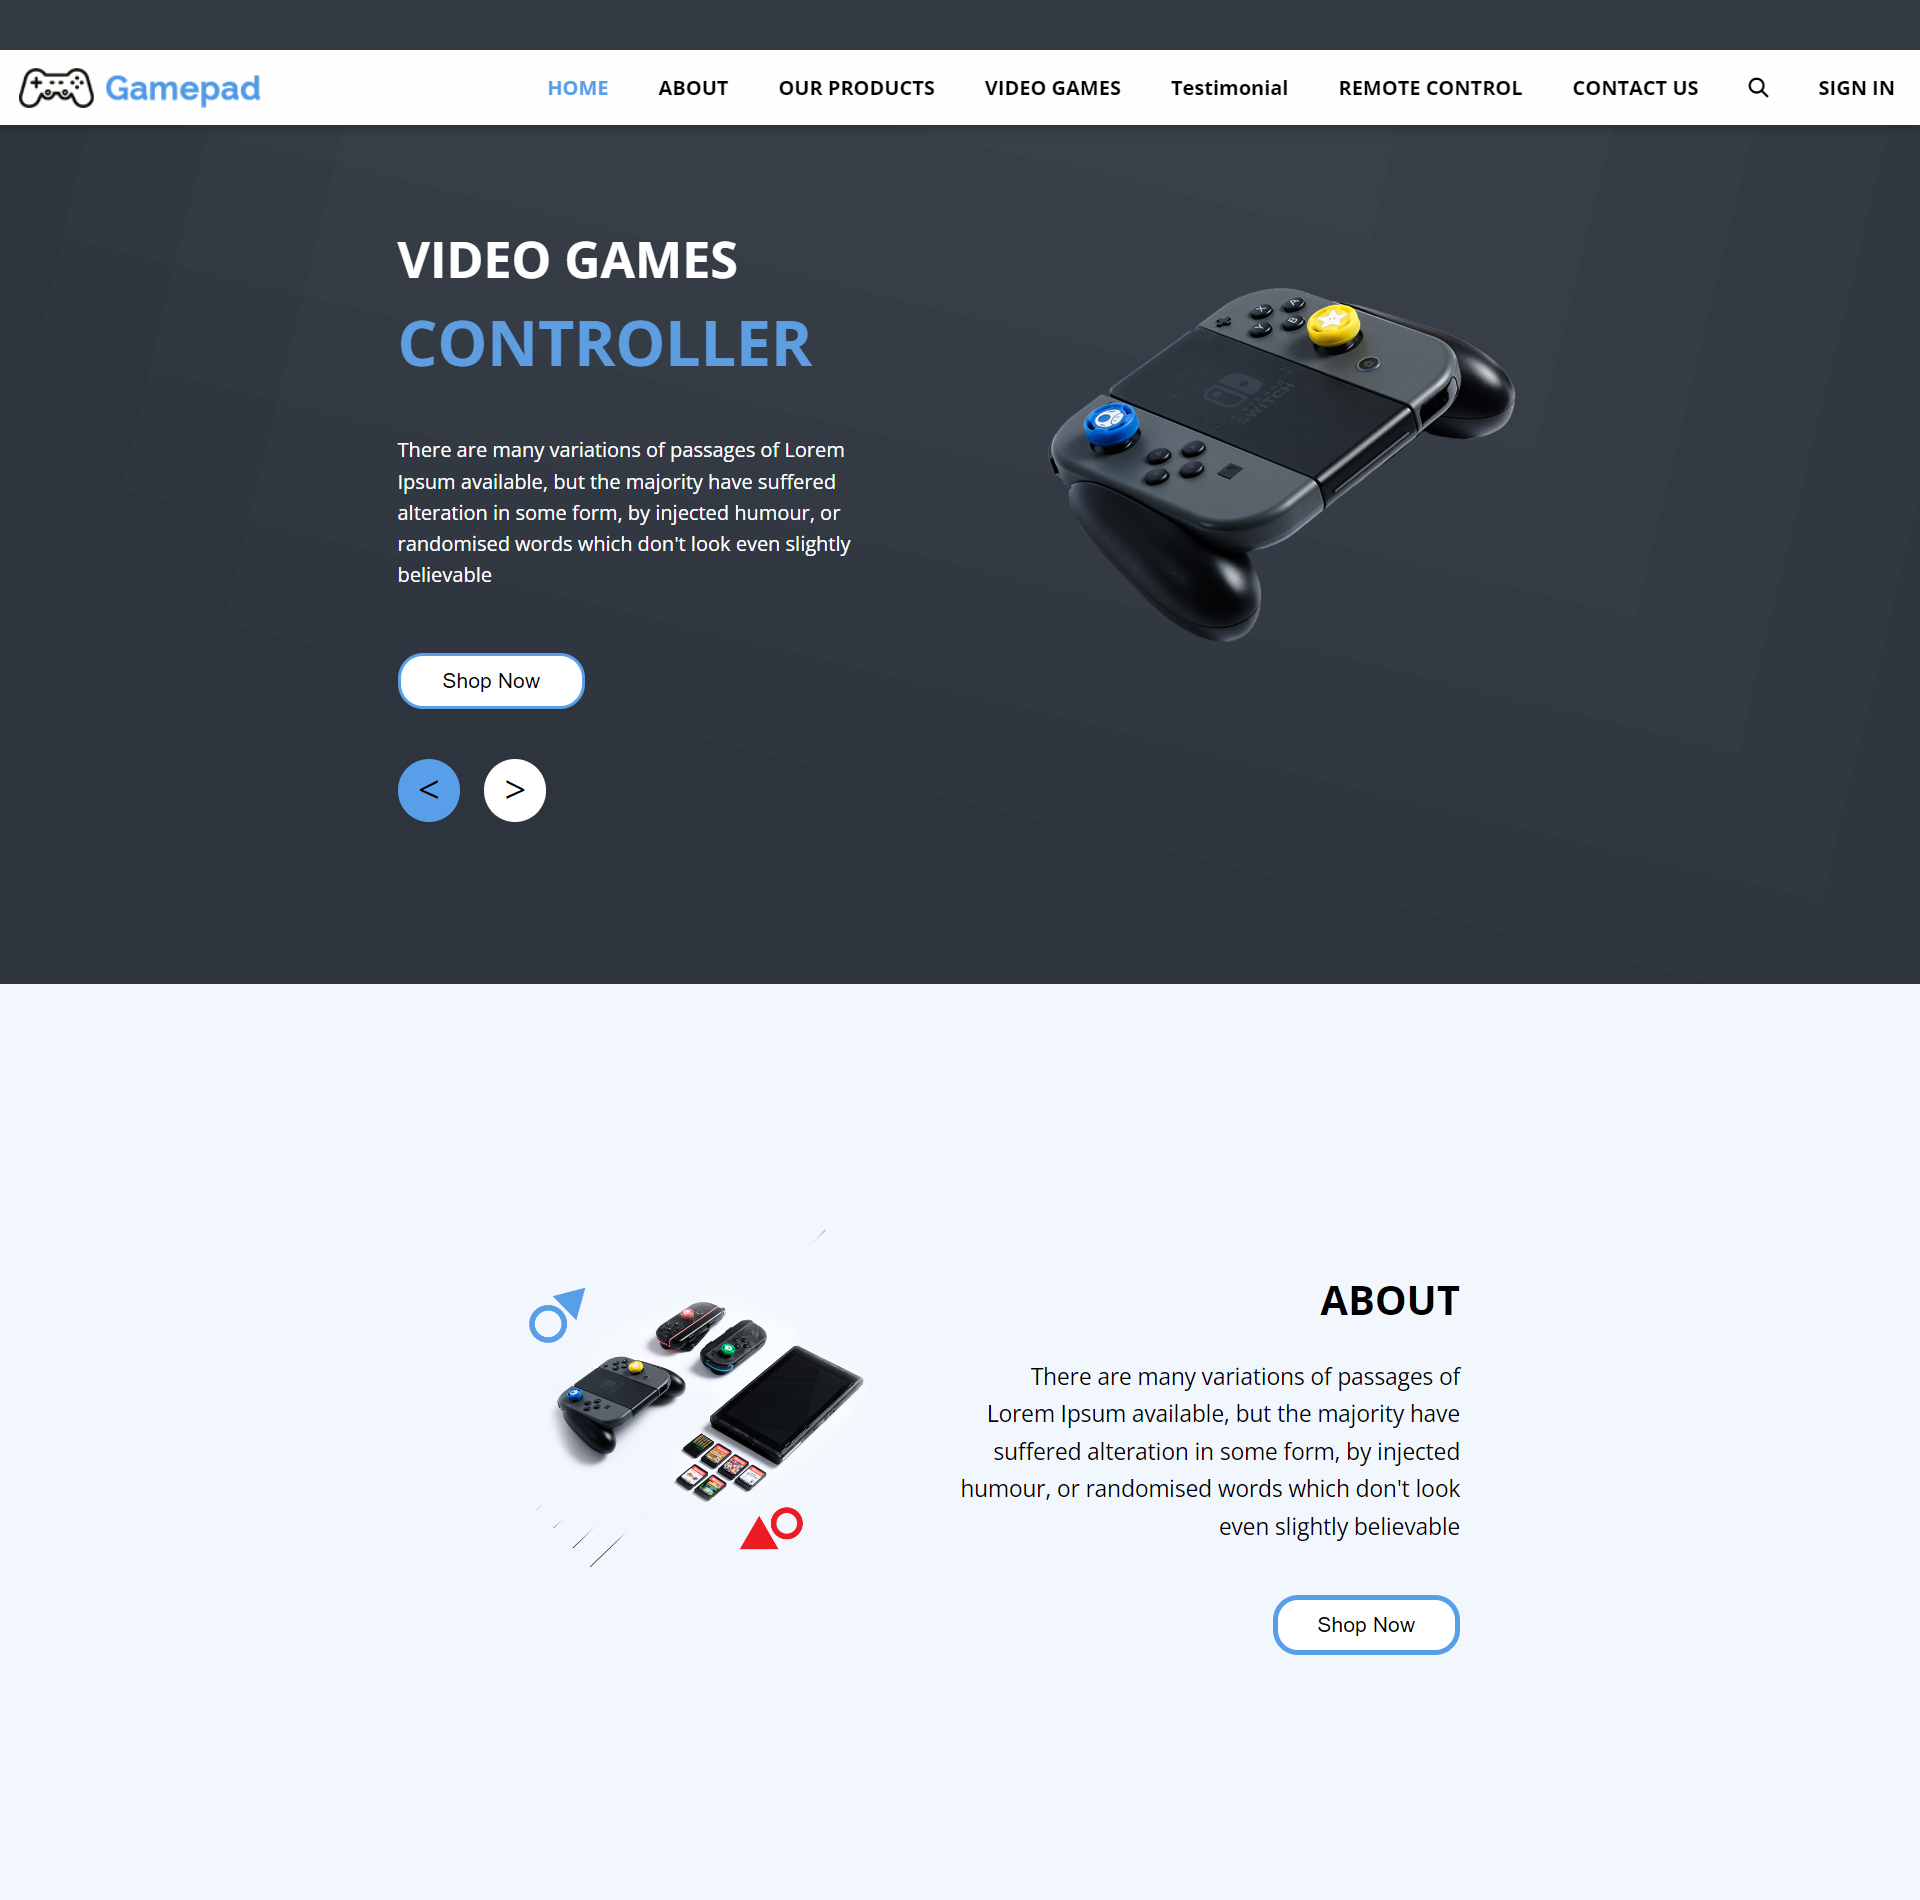 Gamepad
HOME ABOUT OUR PRODUCTS VIDEO GAMES Testimonial REMOTE CONTROL CONTACT US SIGN IN
VIDEO GAMES
CONTROLLER
There are many variations of passages of Lorem
Ipsum available, but the majority have suffered
alteration in some form, by injected humour, or
randomised words which don't look even slightly
believable
Shop Now
< >
X A
Y B
SWITCH
ABOUT
There are many variations of passages of
Lorem Ipsum available, but the majority have
suffered alteration in some form, by injected
humour, or randomised words which don't look
even slightly believable
Shop Now